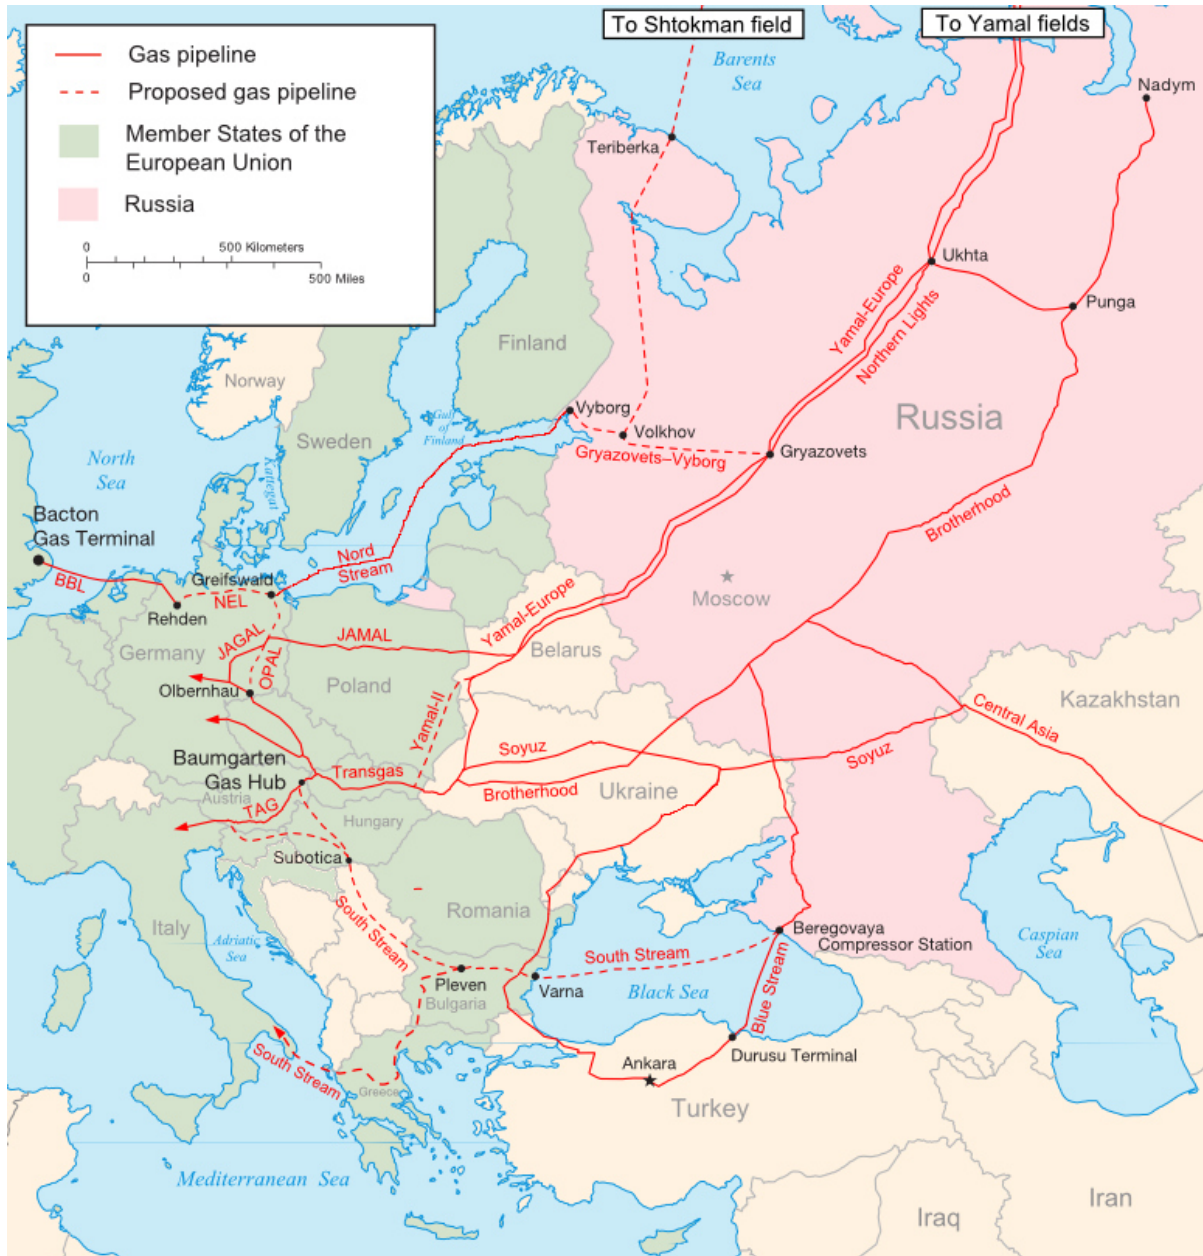 To Shtokman field
To Yamal fields
Gas pipeline
Proposed gas pipeline
Member States of the
European Union
Russia
0
500 Kilometers
0
500 Miles
Barents
Sea
Nadym
Teriberka
Ukhta
Punga
Yamal-Europe
Northern Lights
Finland
Norway
Sweden
Gulf
of
Finland
Vyborg
Volkhov
Gryazovets–Vyborg
Gryazovets
Russia
North
Sea
Kattegat
Bacton
Gas Terminal
BBL
Greifswald
NEL
Rehden
Nord
Stream
Brotherhood
Moscow
Yamal-Europe
JAGAL
JAMAL
OPAL
Germany
Belarus
Poland
Olbernhau
Yamal-II
Kazakhstan
Central Asia
Baumgarten
Gas Hub
Transgas
Soyuz
Soyuz
Brotherhood
Ukraine
Austria
TAG
Hungary
Subotica
South Stream
Romania
Italy
Adriatic
Sea
Beregovaya
Compressor Station
Caspian
Sea
South Stream
Pleven
Bulgaria
Varna
Black Sea
Blue Stream
Durusu Terminal
Ankara
South Stream
Greece
Turkey
Mediterranean Sea
Iraq
Iran